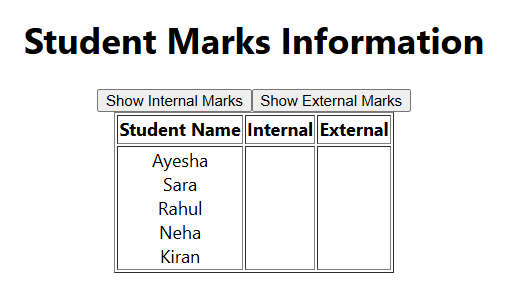 Student Marks Information
Show Internal Marks Show External Marks
Student Name Internal External
Ayesha
Sara
Rahul
Neha
Kiran